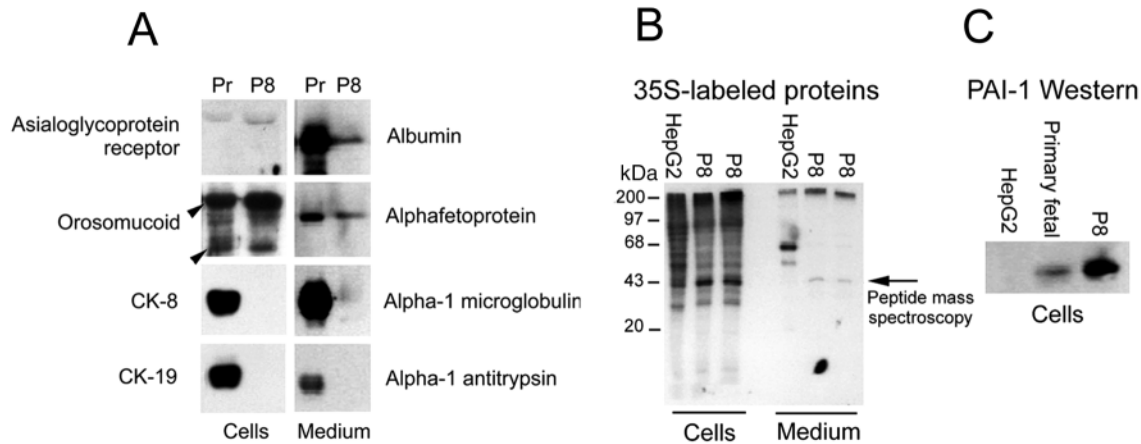 A
Pr P8 Pr P8
Asialoglycoprotein
receptor
Albumin
Orosomucoid
Alphafetoprotein
CK-8
Alpha-1 microglobulin
CK-19
Alpha-1 antitrypsin
Cells Medium
B
35S-labeled proteins
kDa
HepG2 P8 P8 HepG2 P8 P8
200
97
68
43
20
Peptide mass
spectroscopy
Cells Medium
C
PAI-1 Western
HepG2
Primary fetal
P8
Cells